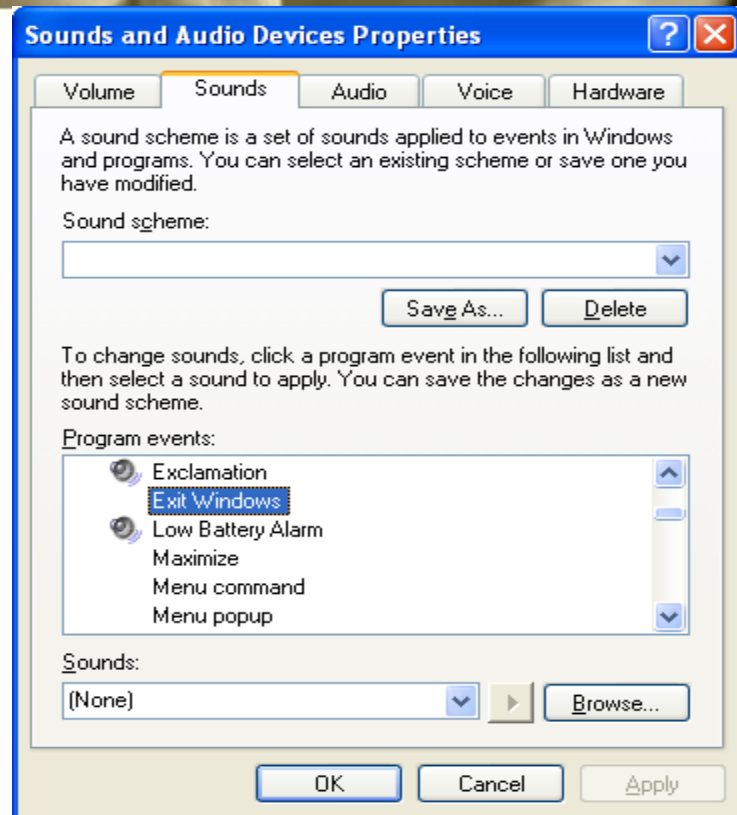 Sounds and Audio Devices Properties
Volume Sounds Audio Voice Hardware
A sound scheme is a set of sounds applied to events in Windows
and programs. You can select an existing scheme or save one you
have modified.
Sound scheme:
Save As... Delete
To change sounds, click a program event in the following list and
then select a sound to apply. You can save the changes as a new
sound scheme.
Program events:
Exclamation
Exit Windows
Low Battery Alarm
Maximize
Menu command
Menu popup
Sounds:
(None) Browse...
OK Cancel Apply